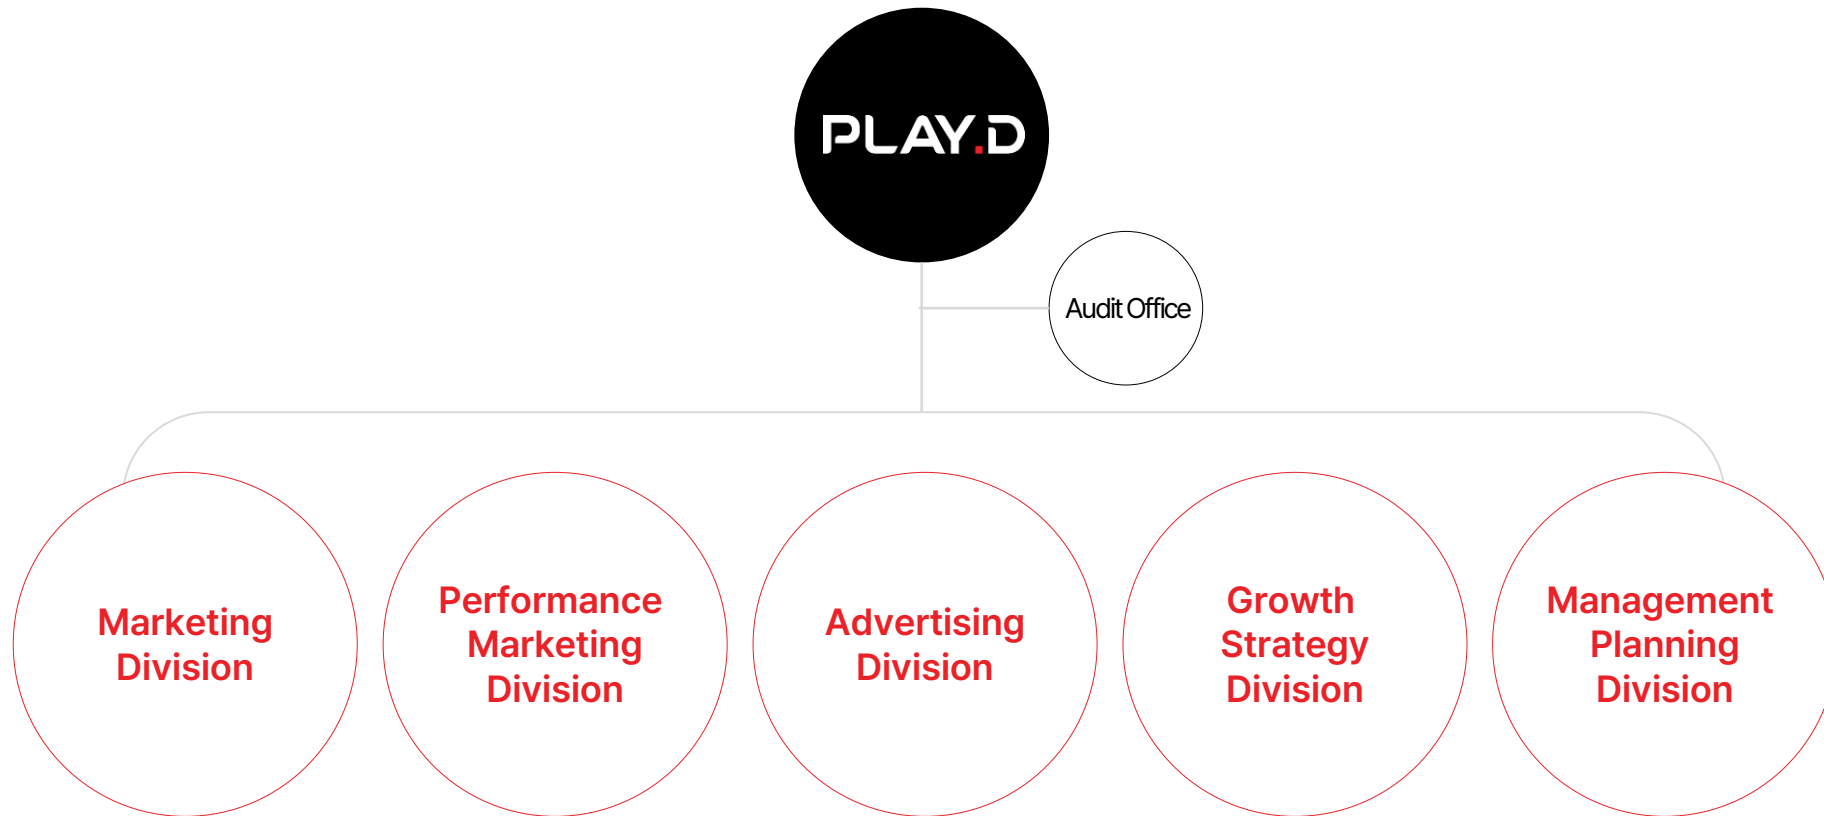 PLAY.D
Audit Office
Marketing
Division
Performance
Marketing
Division
Advertising
Division
Growth
Strategy
Division
Management
Planning
Division